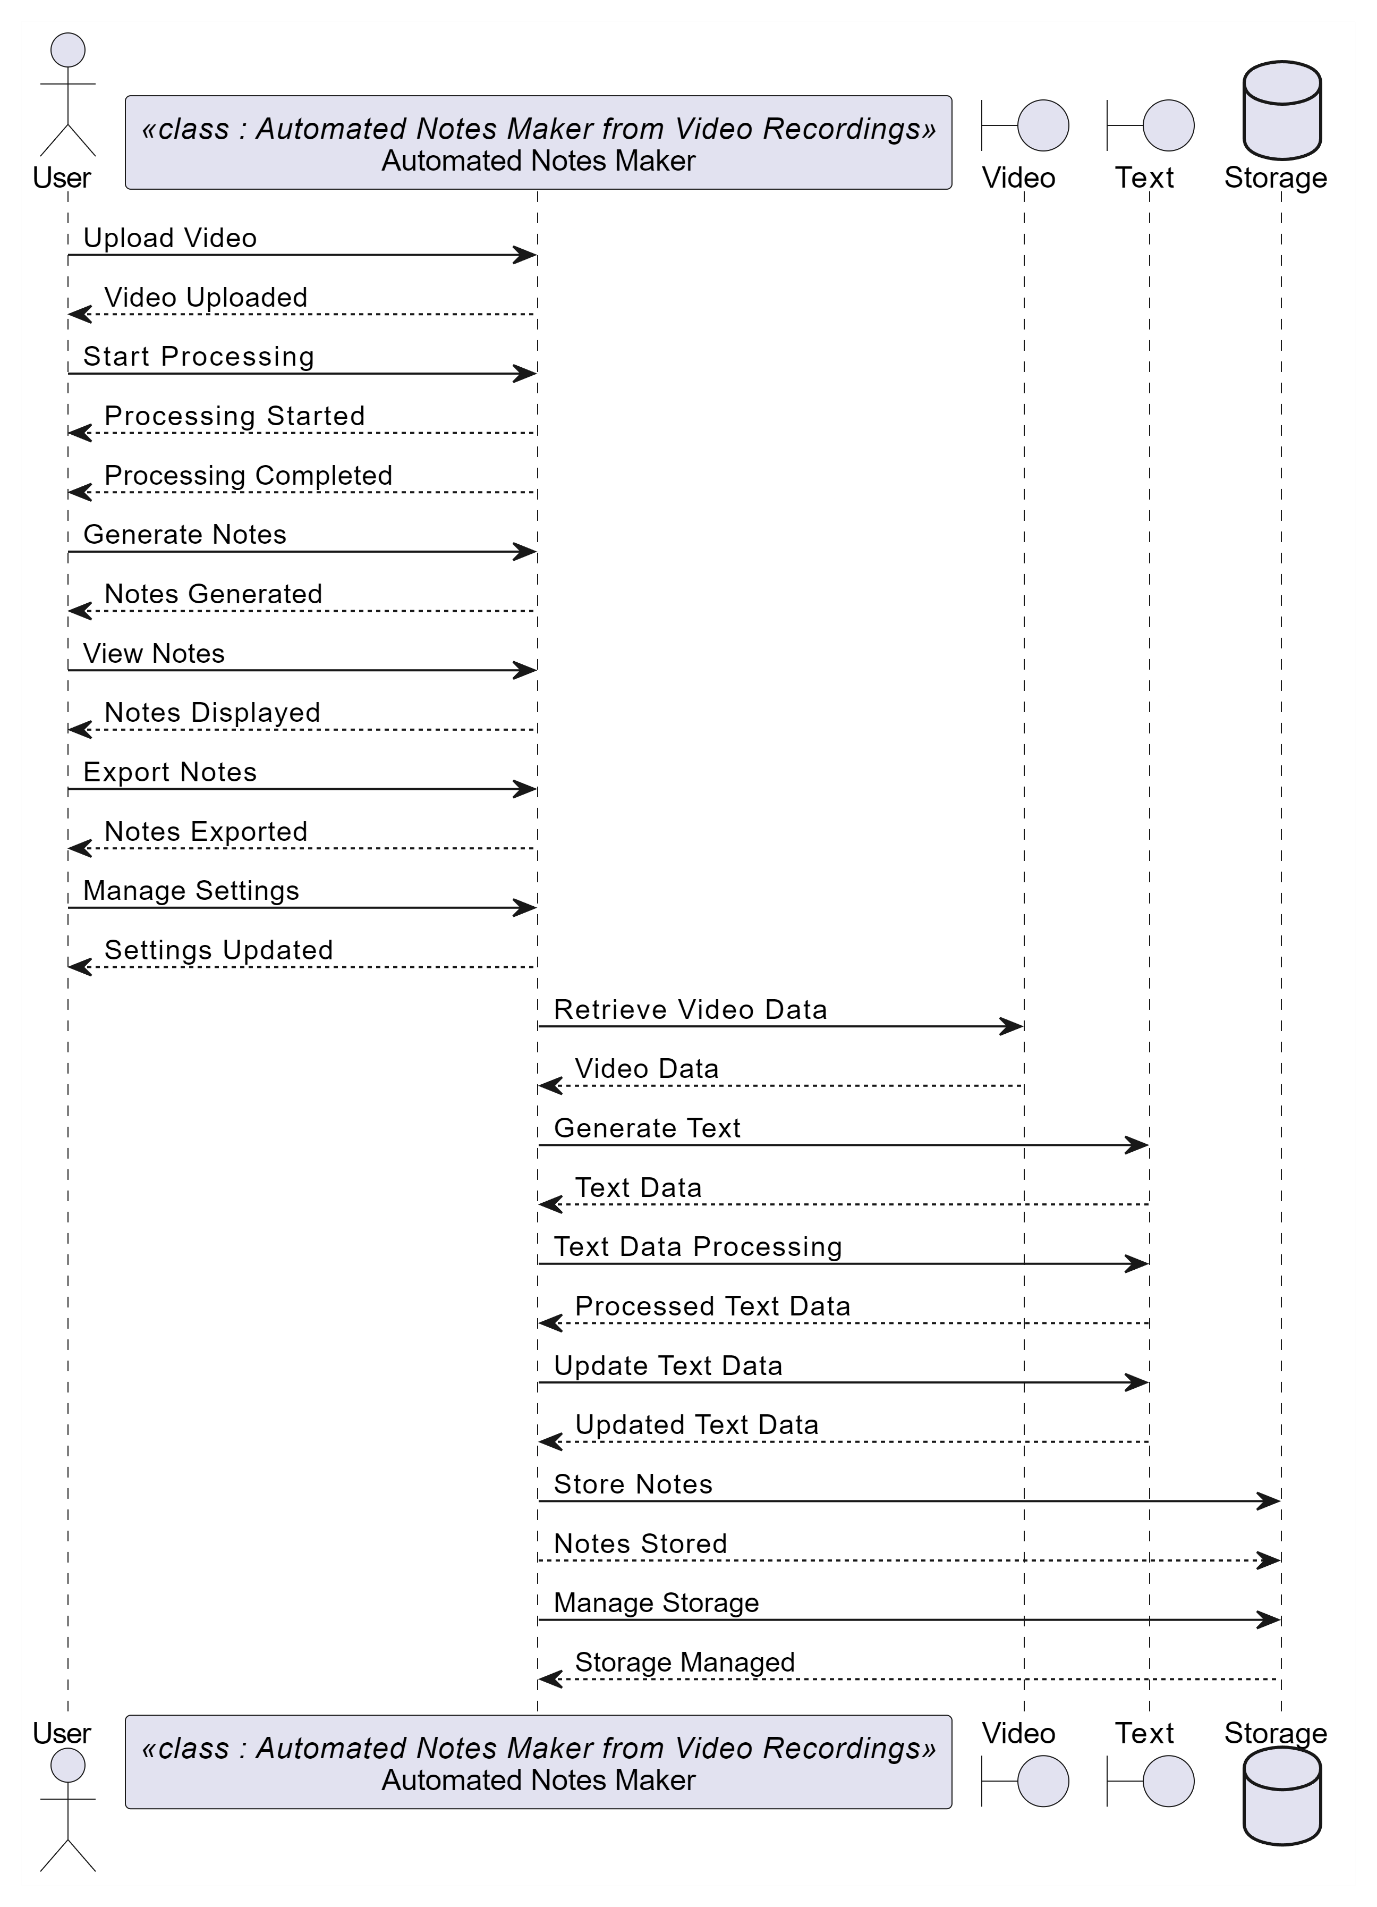 «class : Automated Notes Maker from Video Recordings»
Automated Notes Maker
User
Video
Text
Storage
Upload Video
Video Uploaded
Start Processing
Processing Started
Processing Completed
Generate Notes
Notes Generated
View Notes
Notes Displayed
Export Notes
Notes Exported
Manage Settings
Settings Updated
Retrieve Video Data
Video Data
Generate Text
Text Data
Text Data Processing
Processed Text Data
Update Text Data
Updated Text Data
Store Notes
Notes Stored
Manage Storage
Storage Managed
User
«class : Automated Notes Maker from Video Recordings»
Automated Notes Maker
Video
Text
Storage